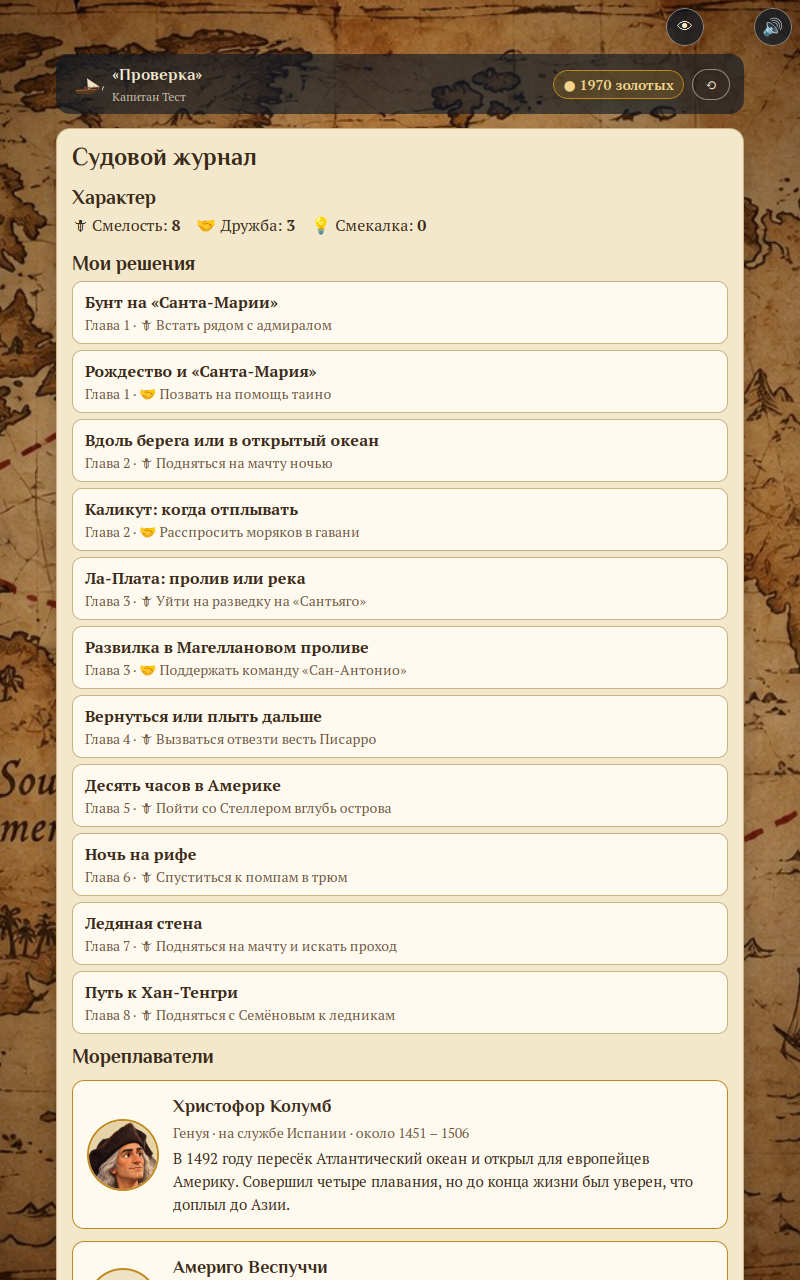 «Проверка»
Капитан Тест
1970 золотых
Судовой журнал
Характер
Смелость: 8 Дружба: 3 Смекалка: 0
Мои решения
Бунт на «Санта-Марии»
Глава 1 · Встать рядом с адмиралом
Рождество и «Санта-Мария»
Глава 1 · Позвать на помощь таино
Вдоль берега или в открытый океан
Глава 2 · Подняться на мачту ночью
Каликут: когда отплывать
Глава 2 · Расспросить моряков в гавани
Ла-Плата: пролив или река
Глава 3 · Уйти на разведку на «Сантьяго»
Развилка в Магеллановом проливе
Глава 3 · Поддержать команду «Сан-Антонио»
Вернуться или плыть дальше
Глава 4 · Вызваться отвезти весть Писарро
Десять часов в Америке
Глава 5 · Пойти со Стеллером вглубь острова
Ночь на рифе
Глава 6 · Спуститься к помпам в трюм
Ледяная стена
Глава 7 · Подняться на мачту и искать проход
Путь к Хан-Тенгри
Глава 8 · Подняться с Семёновым к ледникам
Мореплаватели
Христофор Колумб
Генуя · на службе Испании · около 1451 – 1506
В 1492 году пересёк Атлантический океан и открыл для европейцев
Америку. Совершил четыре плавания, но до конца жизни был уверен, что
доплыл до Азии.
Америго Веспуччи